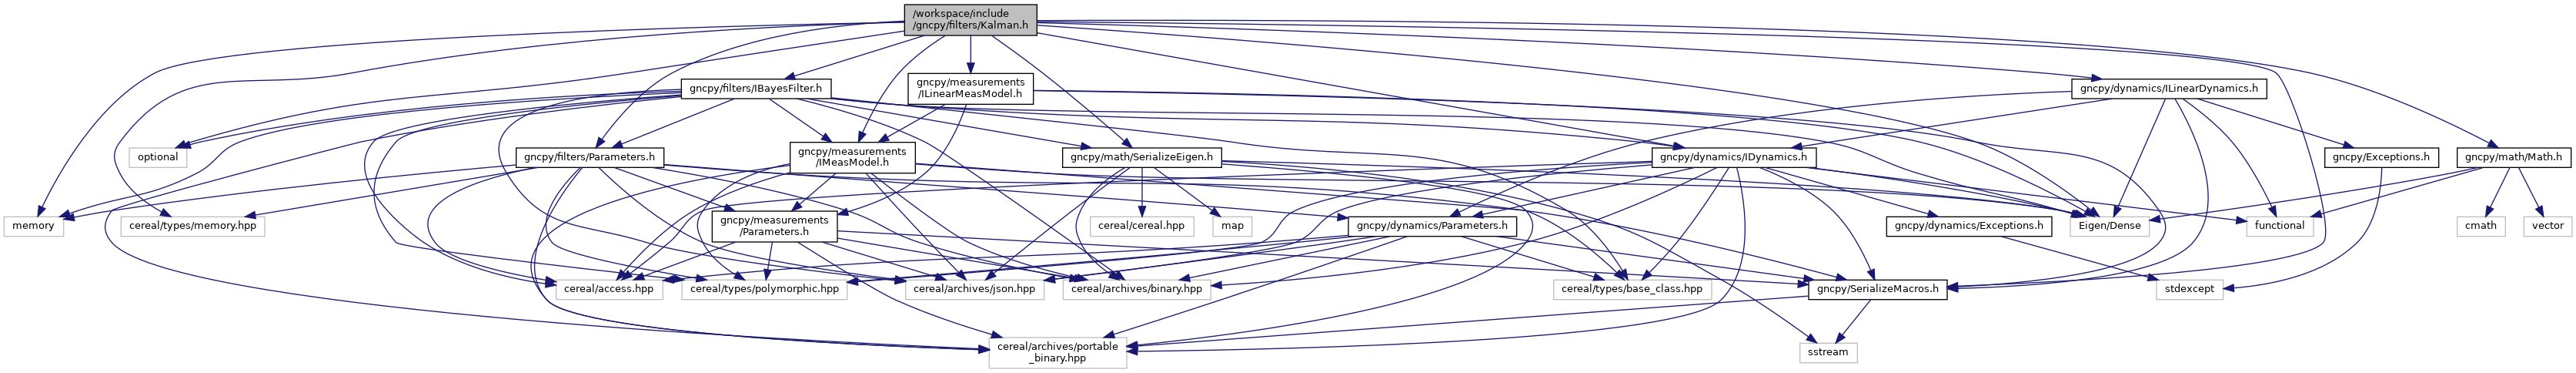 /workspace/include
/gncpy/filters/Kalman.h
gncpy/filters/IBayesFilter.h
gncpy/measurements
/ILinearMeasModel.h
gncpy/dynamics/ILinearDynamics.h
optional
gncpy/filters/Parameters.h
gncpy/measurements
/IMeasModel.h
gncpy/math/SerializeEigen.h
gncpy/dynamics/IDynamics.h
gncpy/Exceptions.h
gncpy/math/Math.h
memory
cereal/types/memory.hpp
gncpy/measurements
/Parameters.h
cereal/cereal.hpp
map
gncpy/dynamics/Parameters.h
gncpy/dynamics/Exceptions.h
Eigen/Dense
functional
cmath
vector
cereal/access.hpp
cereal/types/polymorphic.hpp
cereal/archives/json.hpp
cereal/archives/binary.hpp
cereal/types/base_class.hpp
gncpy/SerializeMacros.h
stdexcept
cereal/archives/portable
_binary.hpp
sstream